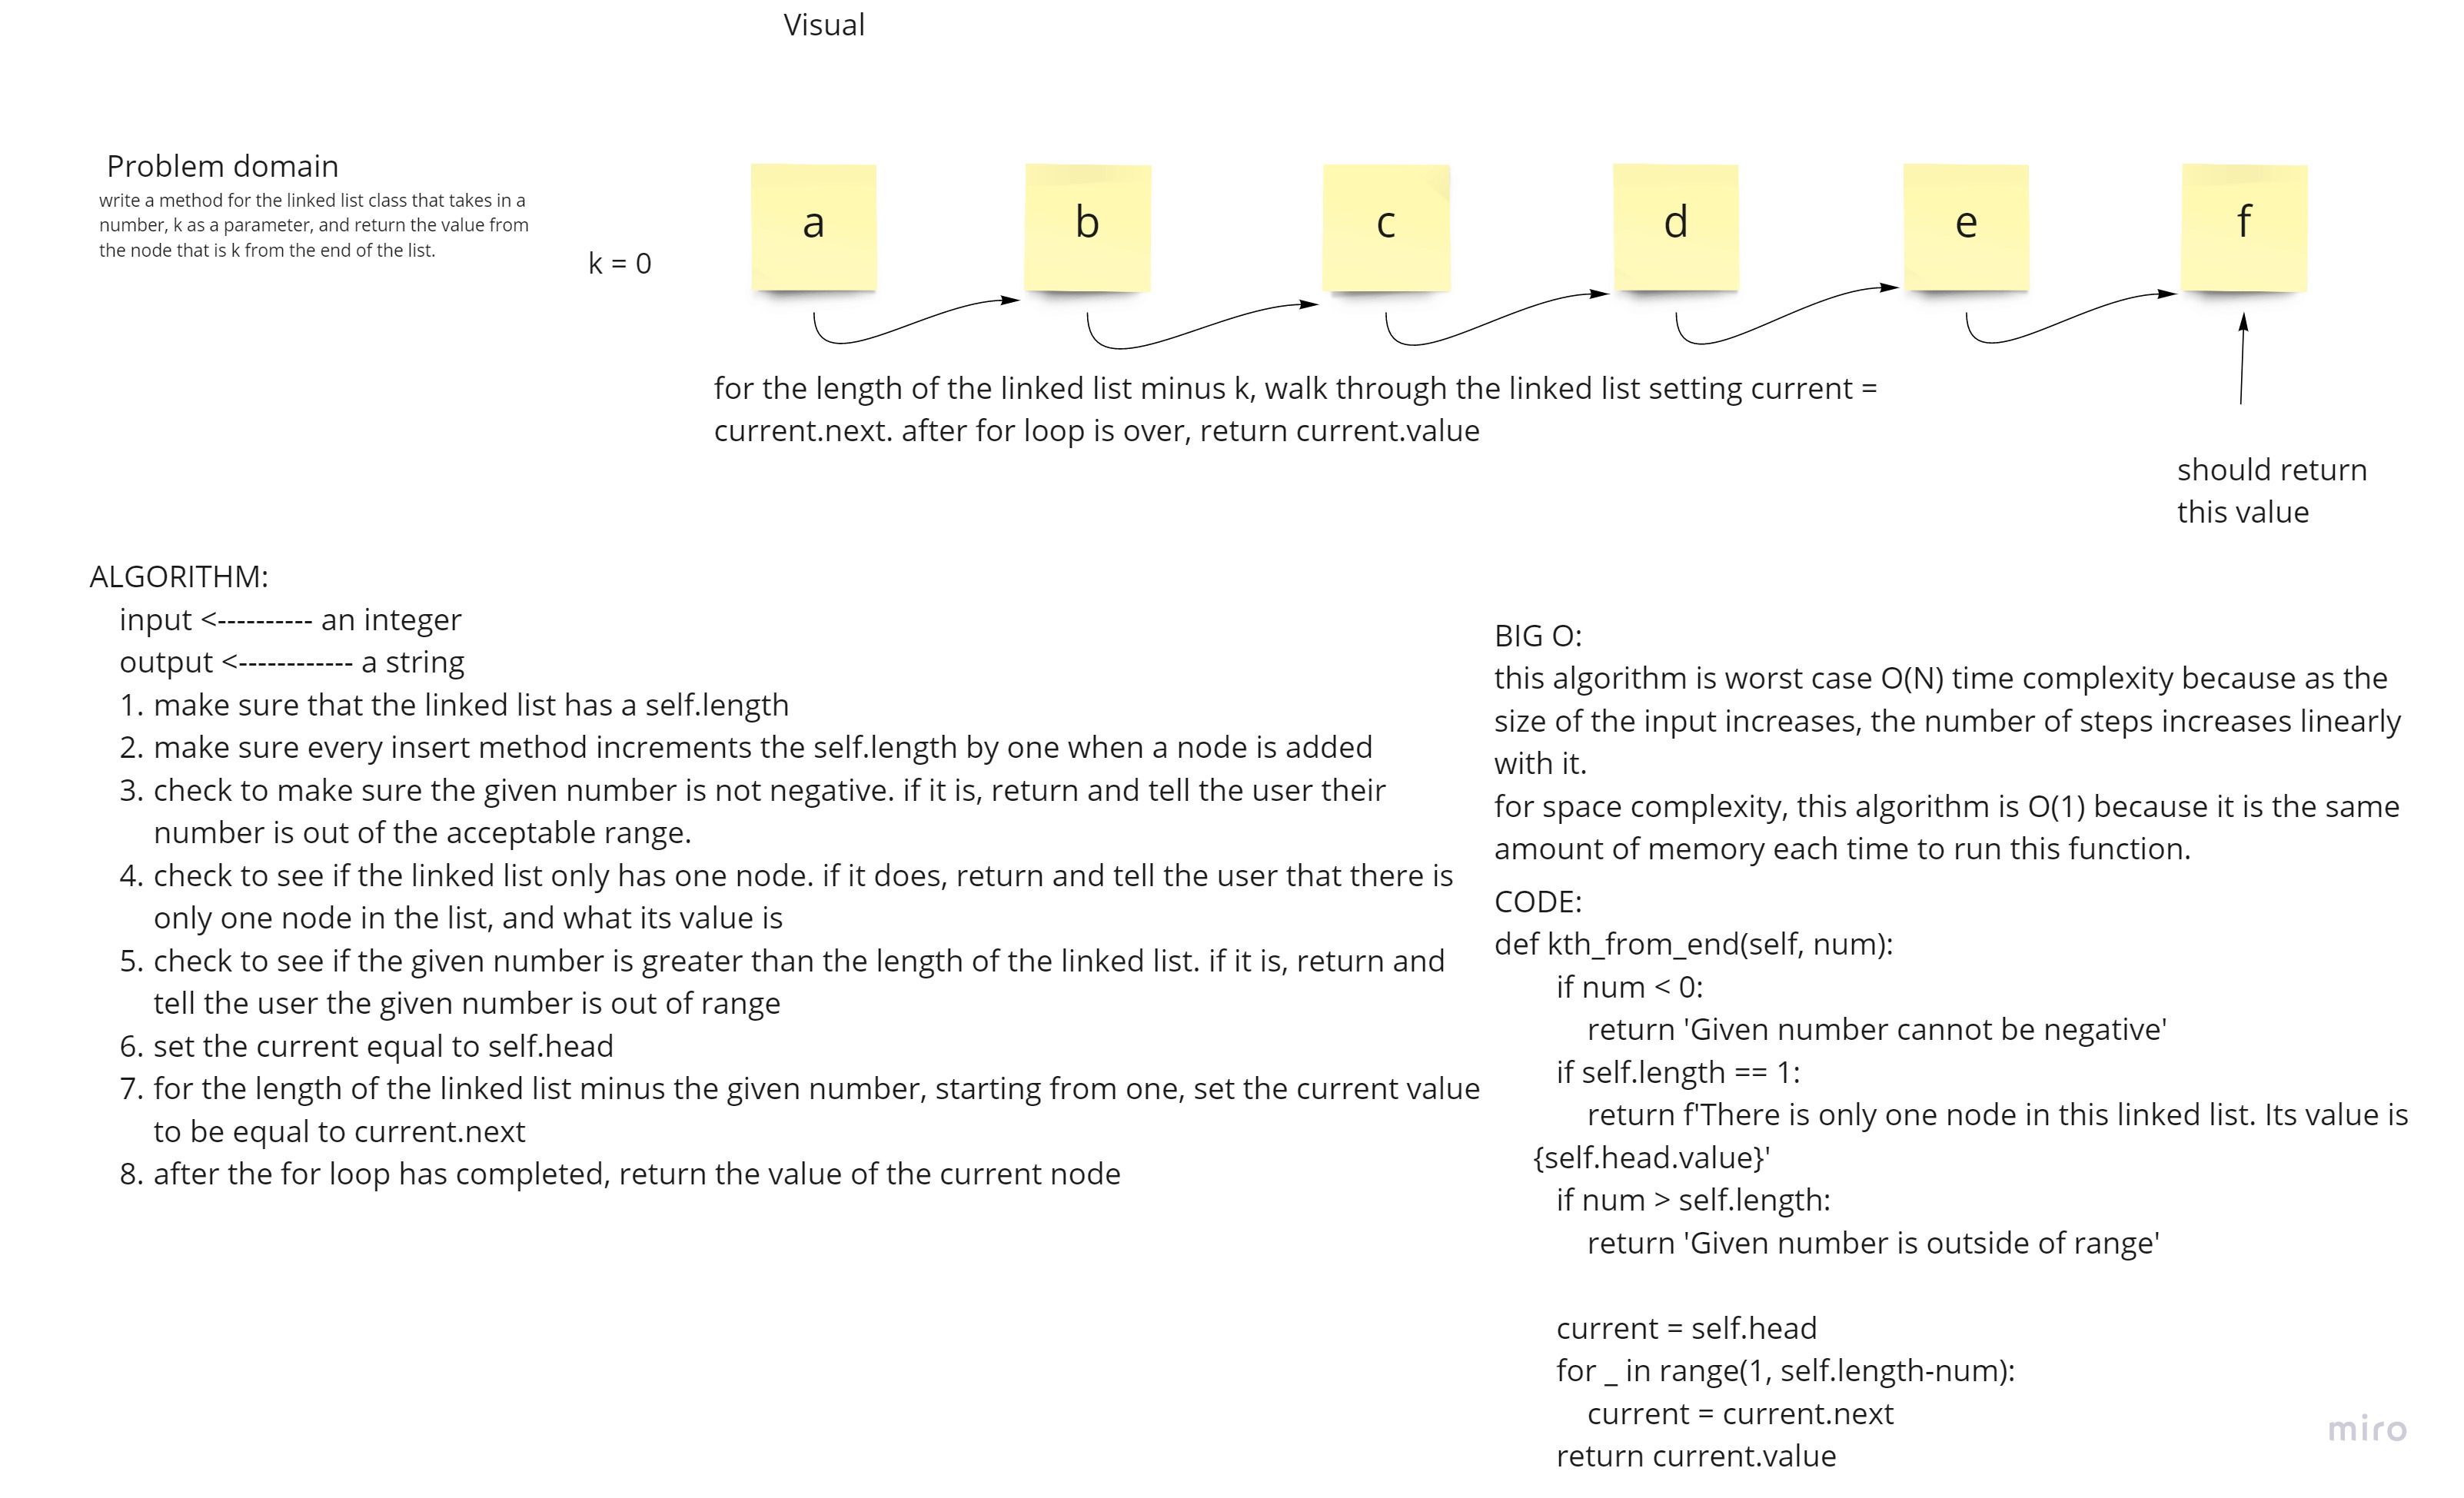 Visual
Problem domain
write a method for the linked list class that takes in a
number, k as a parameter, and return the value from
the node that is k from the end of the list.
k = 0
a
b
c
d
e
f
for the length of the linked list minus k, walk through the linked list setting current =
current.next. after for loop is over, return current.value
should return
this value
ALGORITHM:
input <---------- an integer
output <------------ a string
1. make sure that the linked list has a self.length
2. make sure every insert method increments the self.length by one when a node is added
3. check to make sure the given number is not negative. if it is, return and tell the user their
number is out of the acceptable range.
4. check to see if the linked list only has one node. if it does, return and tell the user that there is
only one node in the list, and what its value is
5. check to see if the given number is greater than the length of the linked list. if it is, return and
tell the user the given number is out of range
6. set the current equal to self.head
7. for the length of the linked list minus the given number, starting from one, set the current value
to be equal to current.next
8. after the for loop has completed, return the value of the current node
BIG O:
this algorithm is worst case O(N) time complexity because as the
size of the input increases, the number of steps increases linearly
with it.
for space complexity, this algorithm is O(1) because it is the same
amount of memory each time to run this function.
CODE:
def kth_from_end(self, num):
if num < 0:
return 'Given number cannot be negative'
if self.length == 1:
return f'There is only one node in this linked list. Its value is
{self.head.value}'
if num > self.length:
return 'Given number is outside of range'
current = self.head
for _ in range(1, self.length-num):
current = current.next
return current.value
miro